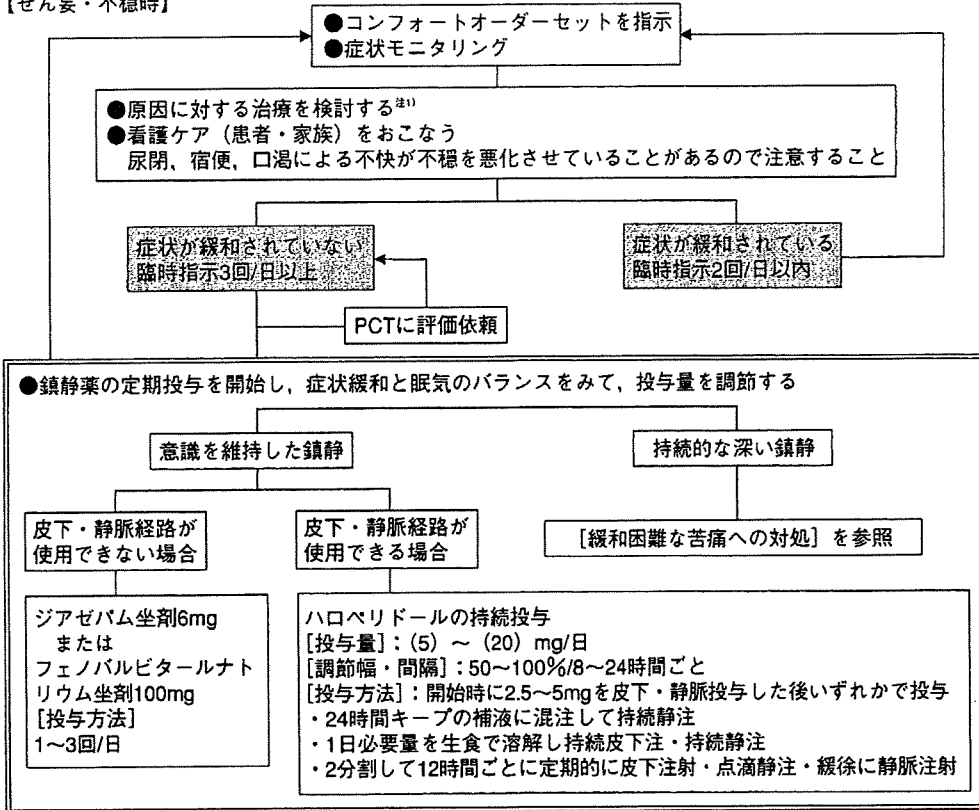 【せん妄・不穏時】
●コンフォートオーダーセットを指示
●症状モニタリング
●原因に対する治療を検討する注1)
●看護ケア（患者・家族）をおこなう
尿閉，宿便，口渇による不快が不穏を悪化させていることがあるので注意すること
症状が緩和されていない
臨時指示3回/日以上
症状が緩和されている
臨時指示2回/日以内
PCTに評価依頼
●鎮静薬の定期投与を開始し，症状緩和と眠気のバランスをみて，投与量を調節する
意識を維持した鎮静
持続的な深い鎮静
皮下・静脈経路が
使用できない場合
皮下・静脈経路が
使用できる場合
［緩和困難な苦痛への対処］を参照
ジアゼパム坐剤6mg
または
フェノバルビタールナト
リウム坐剤100mg
［投与方法］
1～3回/日
ハロペリドールの持続投与
［投与量］：(5) ～ (20) mg/日
［調節幅・間隔］：50～100%/8～24時間ごと
［投与方法］：開始時に2.5～5mgを皮下・静脈投与した後いずれかで投与
・24時間キープの補液に混注して持続静注
・1日必要量を生食で溶解し持続皮下注・持続静注
・2分割して12時間ごとに定期的に皮下注射・点滴静注・緩徐に静脈注射